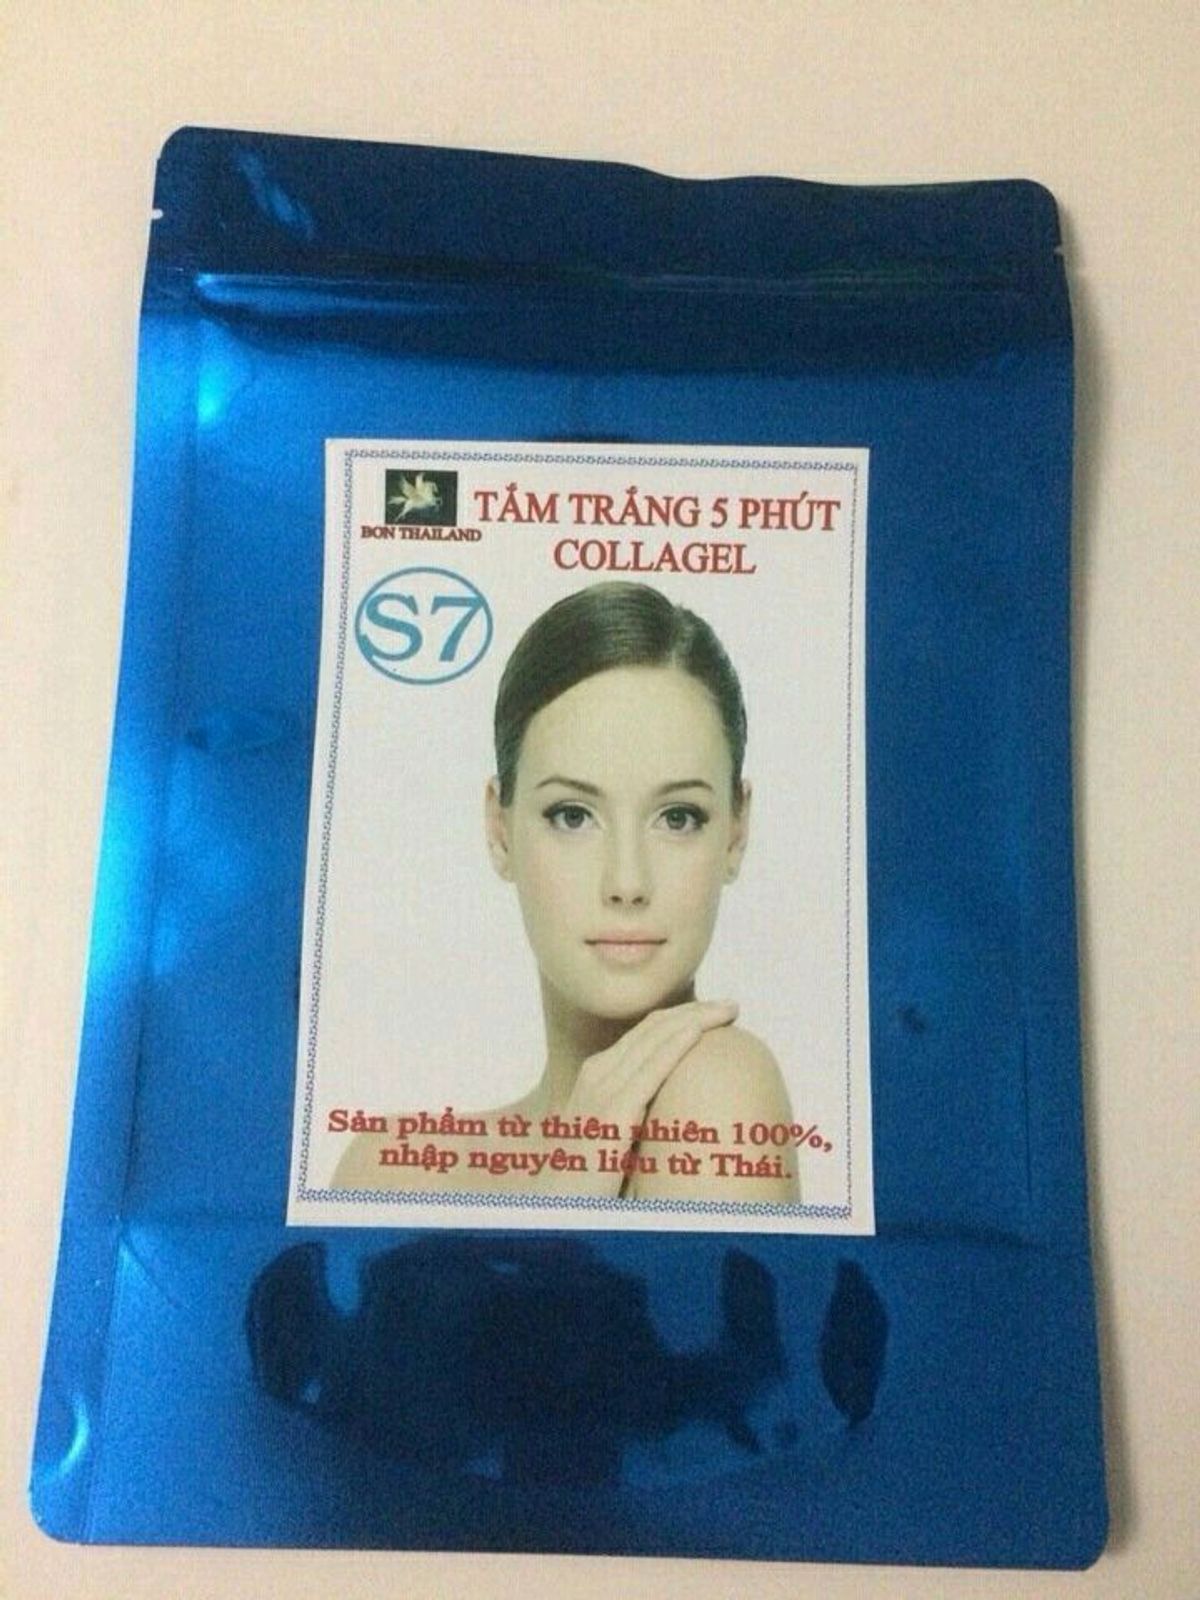 TẮM TRẮNG 5 PHÚT
COLLAGEL
BON THAILAND
S7
Sản phẩm từ thiên nhiên 100%,
nhập nguyên liệu từ Thái.